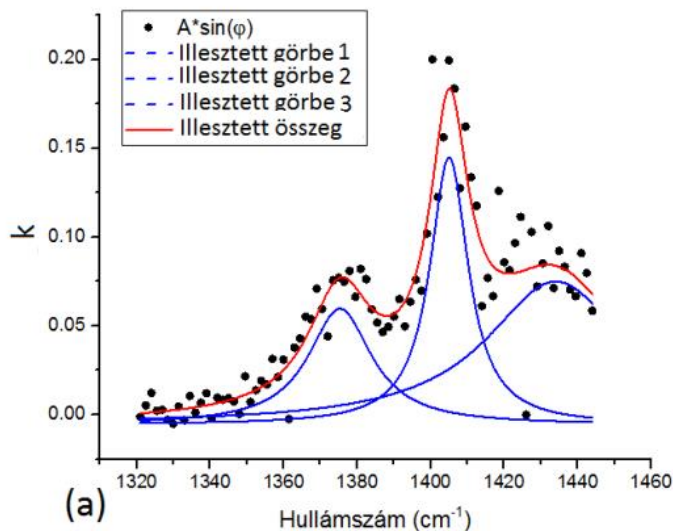 A*sin(φ)
Illesztett görbe 1
Illesztett görbe 2
Illesztett görbe 3
Illesztett összeg
0.20
0.15
0.10
0.05
0.00
k
(a)
1320 1340 1360 1380 1400 1420 1440 1460
Hullámszám (cm⁻¹)